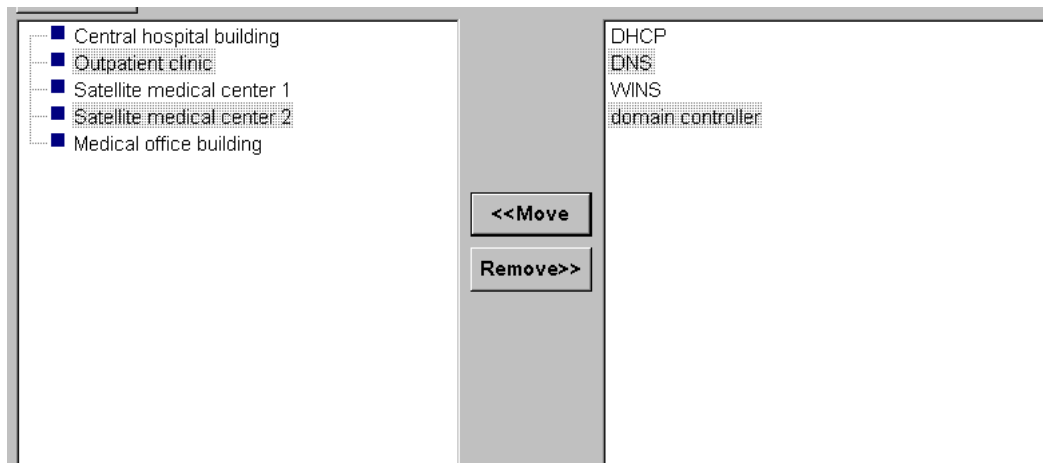 Central hospital building
Outpatient clinic
Satellite medical center 1
Satellite medical center 2
Medical office building
<<Move
Remove>>
DHCP
DNS
WINS
domain controller